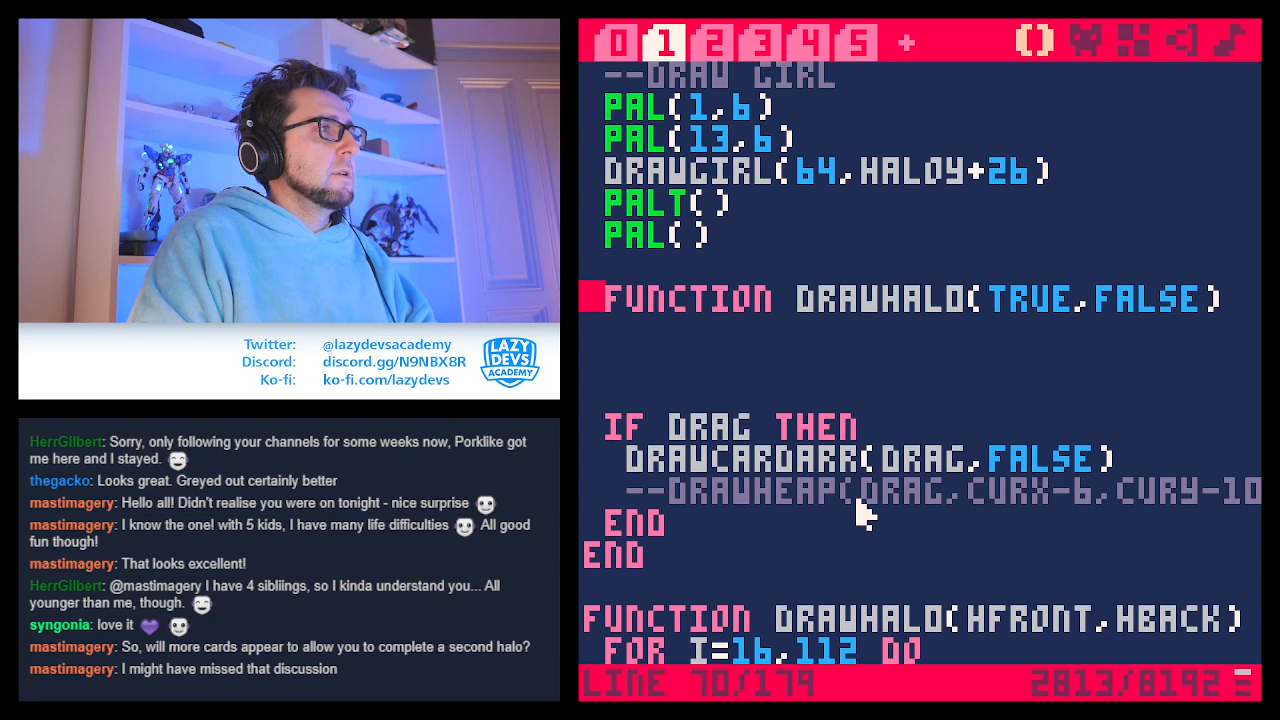 Twitter: @lazydevsacademy
Discord: discord.gg/N9NBX8R
Ko-fi: ko-fi.com/lazydevs
LAZY
DEVS
ACADEMY
HerrGilbert: Sorry, only following your channels for some weeks now, Porklike got
me here and I stayed.
thegacko: Looks great. Greyed out certainly better
mastimagery: Hello all! Didn't realise you were on tonight - nice surprise
mastimagery: I know the one! with 5 kids, I have many life difficulties All good
fun though!
mastimagery: That looks excellent!
HerrGilbert: @mastimagery I have 4 sibliings, so I kinda understand you... All
younger than me, though.
syngonia: love it
mastimagery: So, will more cards appear to allow you to complete a second halo?
mastimagery: I might have missed that discussion
0 1 2 3 4 5 + ()
--DRAW GIRL
PAL(1,6)
PAL(13,6)
DRAWGIRL(64,HALOY+26)
PALT()
PAL()
FUNCTION DRAWHALO(TRUE,FALSE)
IF DRAG THEN
DRAWCARDARR(DRAG,FALSE)
--DRAWHEAP(DRAG,CURX-6,CURY-10
END
END
FUNCTION DRAWHALO(HFRONT,HBACK)
FOR I=16,112 DO
LINE 70/179 2813/8192